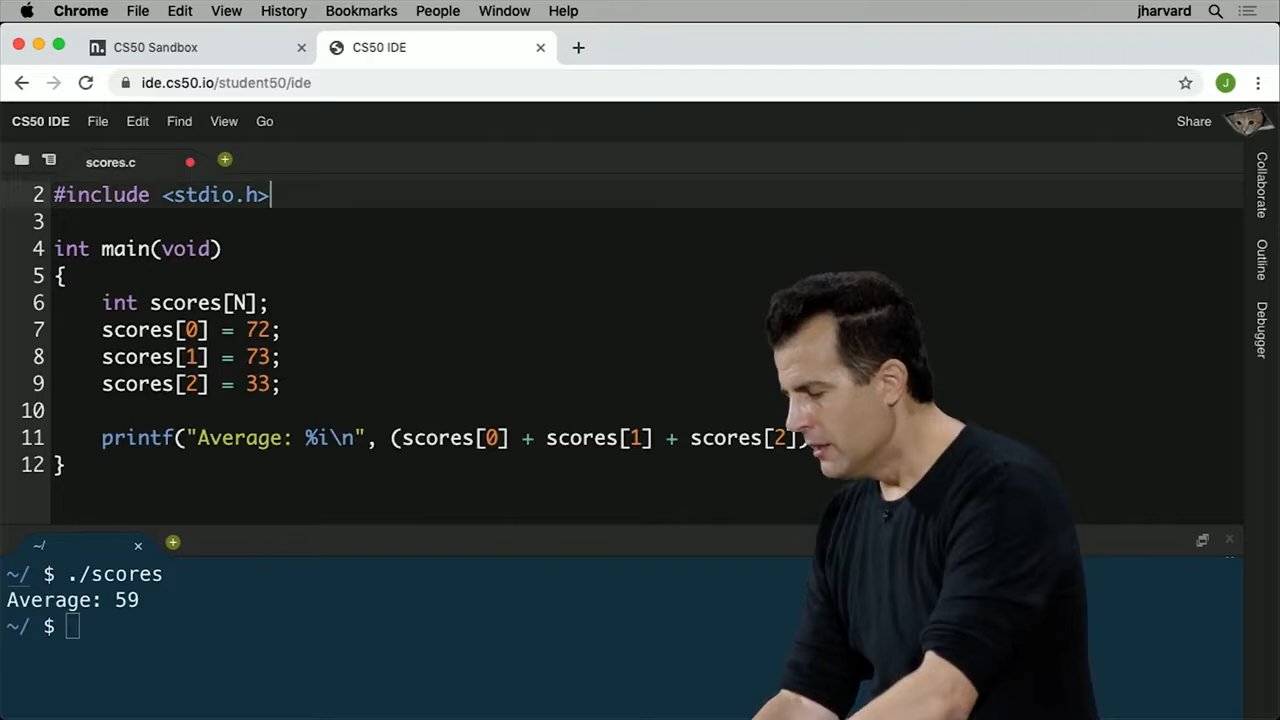 Chrome File Edit View History Bookmarks People Window Help jharvard
n. CS50 Sandbox × CS50 IDE × +
ide.cs50.io/student50/ide J
CS50 IDE File Edit Find View Go Share
scores.c
2 #include <stdio.h>
3
4 int main(void)
5 {
6 int scores[N];
7 scores[0] = 72;
8 scores[1] = 73;
9 scores[2] = 33;
10
11 printf("Average: %i\n", (scores[0] + scores[1] + scores[2])
12 }
Collaborate
Outline
Debugger
~/
~/ $ ./scores
Average: 59
~/ $